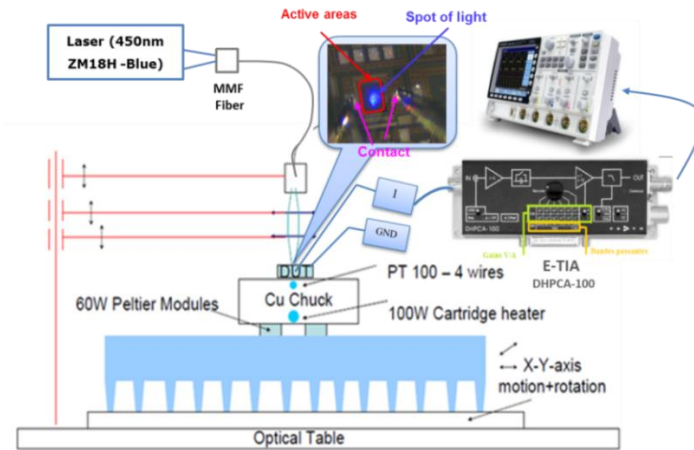 Laser (450nm
ZM18H -Blue)
MMF
Fiber
Active areas
Spot of light
Contact
I
GND
IN
OUT
DHPCA-100
Gains V/A
Bandes passantes
E-TIA
DHPCA-100
DUT
PT 100 – 4 wires
Cu Chuck
60W Peltier Modules
100W Cartridge heater
X-Y-axis
motion+rotation
Optical Table